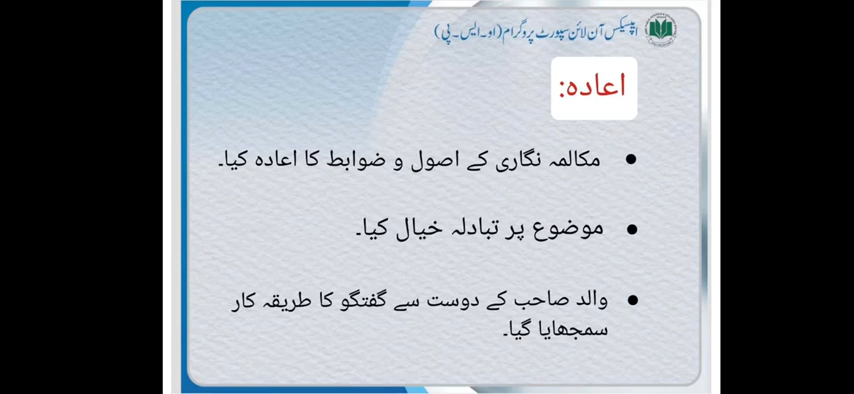 اپسیکس آن لائن سپورٹ پروگرام (او۔ایس۔پی)
اعادہ:
• مکالمہ نگاری کے اصول و ضوابط کا اعادہ کیا۔
• موضوع پر تبادلہ خیال کیا۔
• والد صاحب کے دوست سے گفتگو کا طریقہ کار
سمجھایا گیا۔